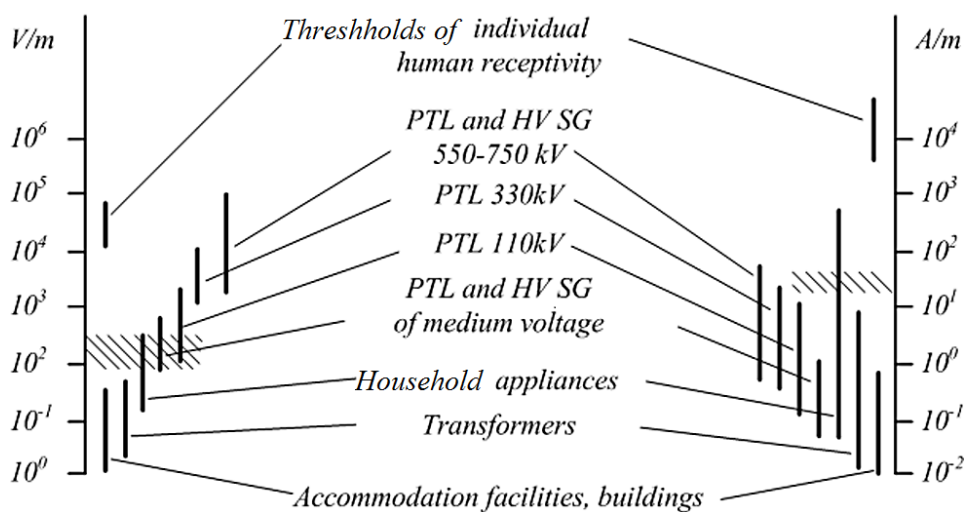 V/m
Threshholds of individual
human receptivity
A/m
PTL and HV SG
550-750 kV
PTL 330kV
PTL 110kV
PTL and HV SG
of medium voltage
Household appliances
Transformers
Accommodation facilities, buildings
10^6
10^5
10^4
10^3
10^2
10^-1
10^0
10^4
10^3
10^2
10^1
10^0
10^-1
10^-2